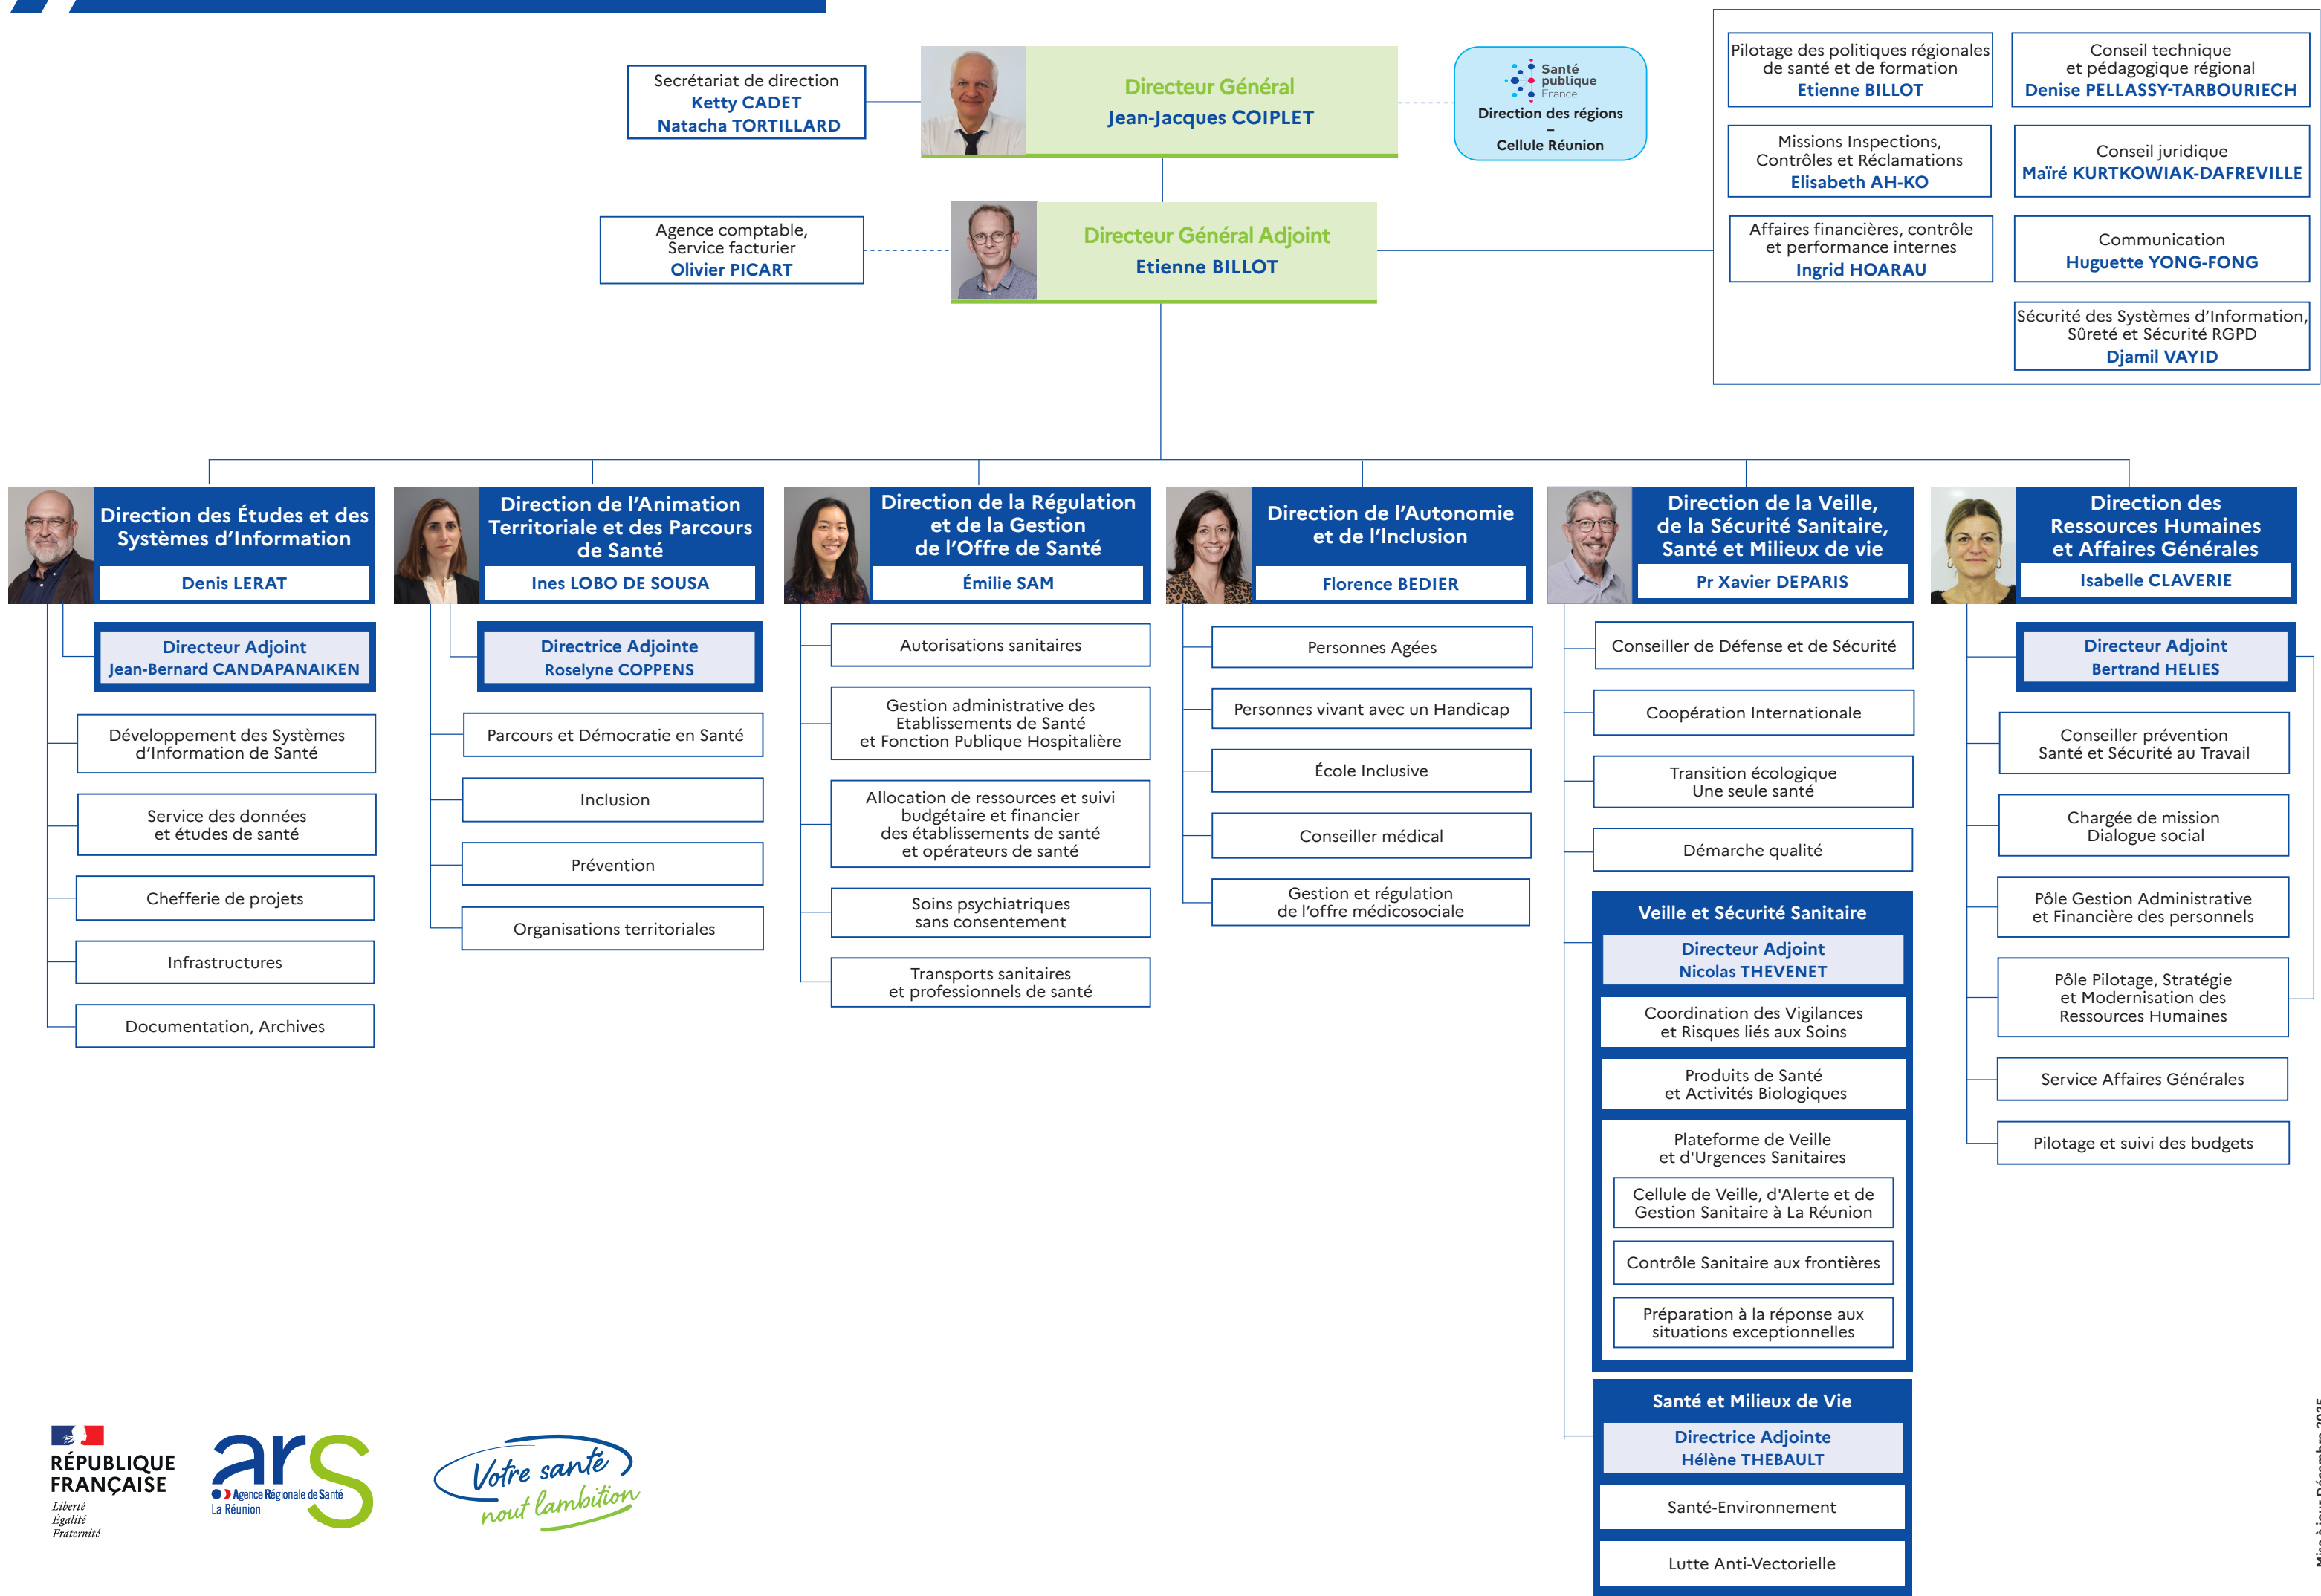 Secrétariat de direction
Ketty CADET
Natacha TORTILLARD
Directeur Général
Jean-Jacques COIPLET
Santé
publique
France
Direction des régions
–
Cellule Réunion
Agence comptable,
Service facturier
Olivier PICART
Directeur Général Adjoint
Etienne BILLOT
Pilotage des politiques régionales
de santé et de formation
Etienne BILLOT
Conseil technique
et pédagogique régional
Denise PELLASSY-TARBOURIECH
Missions Inspections,
Contrôles et Réclamations
Elisabeth AH-KO
Conseil juridique
Maïré KURTKOWIAK-DAFREVILLE
Affaires financières, contrôle
et performance internes
Ingrid HOARAU
Communication
Huguette YONG-FONG
Sécurité des Systèmes d’Information,
Sûreté et Sécurité RGPD
Djamil VAYID
Direction des Études et des
Systèmes d’Information
Denis LERAT
Directeur Adjoint
Jean-Bernard CANDAPANAIKEN
Développement des Systèmes
d’Information de Santé
Service des données
et études de santé
Chefferie de projets
Infrastructures
Documentation, Archives
Direction de l’Animation
Territoriale et des Parcours
de Santé
Ines LOBO DE SOUSA
Directrice Adjointe
Roselyne COPPENS
Parcours et Démocratie en Santé
Inclusion
Prévention
Organisations territoriales
Direction de la Régulation
et de la Gestion
de l’Offre de Santé
Émilie SAM
Autorisations sanitaires
Gestion administrative des
Etablissements de Santé
et Fonction Publique Hospitalière
Allocation de ressources et suivi
budgétaire et financier
des établissements de santé
et opérateurs de santé
Soins psychiatriques
sans consentement
Transports sanitaires
et professionnels de santé
Direction de l’Autonomie
et de l’Inclusion
Florence BEDIER
Personnes Agées
Personnes vivant avec un Handicap
École Inclusive
Conseiller médical
Gestion et régulation
de l’offre médicosociale
Direction de la Veille,
de la Sécurité Sanitaire,
Santé et Milieux de vie
Pr Xavier DEPARIS
Conseiller de Défense et de Sécurité
Coopération Internationale
Transition écologique
Une seule santé
Démarche qualité
Veille et Sécurité Sanitaire
Directeur Adjoint
Nicolas THEVENET
Coordination des Vigilances
et Risques liés aux Soins
Produits de Santé
et Activités Biologiques
Plateforme de Veille
et d'Urgences Sanitaires
Cellule de Veille, d'Alerte et de
Gestion Sanitaire à La Réunion
Contrôle Sanitaire aux frontières
Préparation à la réponse aux
situations exceptionnelles
Santé et Milieux de Vie
Directrice Adjointe
Hélène THEBAULT
Santé-Environnement
Lutte Anti-Vectorielle
Direction des
Ressources Humaines
et Affaires Générales
Isabelle CLAVERIE
Directeur Adjoint
Bertrand HELIES
Conseiller prévention
Santé et Sécurité au Travail
Chargée de mission
Dialogue social
Pôle Gestion Administrative
et Financière des personnels
Pôle Pilotage, Stratégie
et Modernisation des
Ressources Humaines
Service Affaires Générales
Pilotage et suivi des budgets
RÉPUBLIQUE
FRANÇAISE
Liberté
Égalité
Fraternité
ars
Agence Régionale de Santé
La Réunion
Votre santé
nout lambition
Mise à jour Décembre 2025